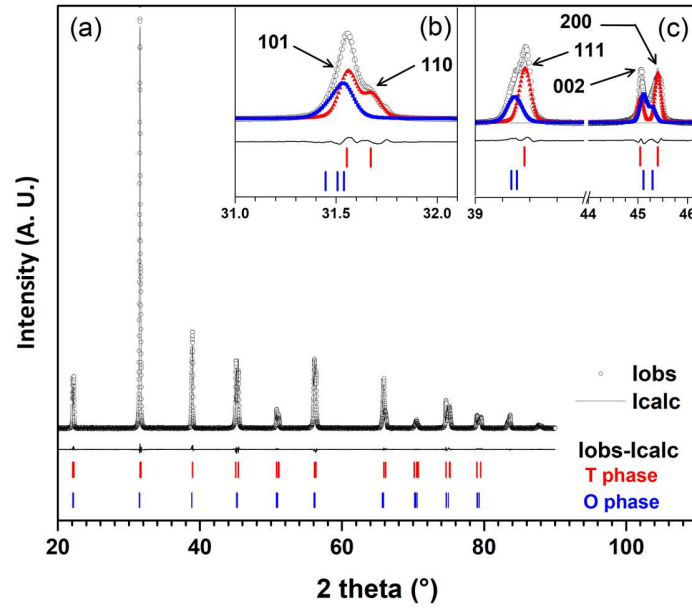 (a)
(b)
(c)
200
101
110
111
002
31.0 31.5 32.0
39 44 45 46
Intensity (A. U.)
Iobs
Icalc
Iobs-Icalc
T phase
O phase
20 40 60 80 100
2 theta (°)